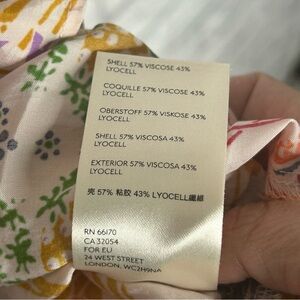 SHELL 57% VISCOSE 43%
LYOCELL
COQUILLE 57% VISCOSE 43%
LYOCELL
OBERSTOFF 57% VISKOSE 43%
LYOCELL
SHELL 57% VISCOSA 43%
LYOCELL
EXTERIOR 57% VISCOSA 43%
LYOCELL
壳 57% 粘胶 43% LYOCELL纖維
RN 66170
CA 32054
FOR EU
24 WEST STREET
LONDON, WC2H9NA